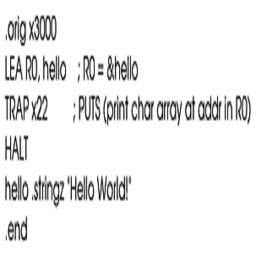 .orig x3000
LEA R0, hello ; R0 = &hello
TRAP x22 ; PUTS (print char array at addr in R0)
HALT
hello .stringz "Hello World!"
.end